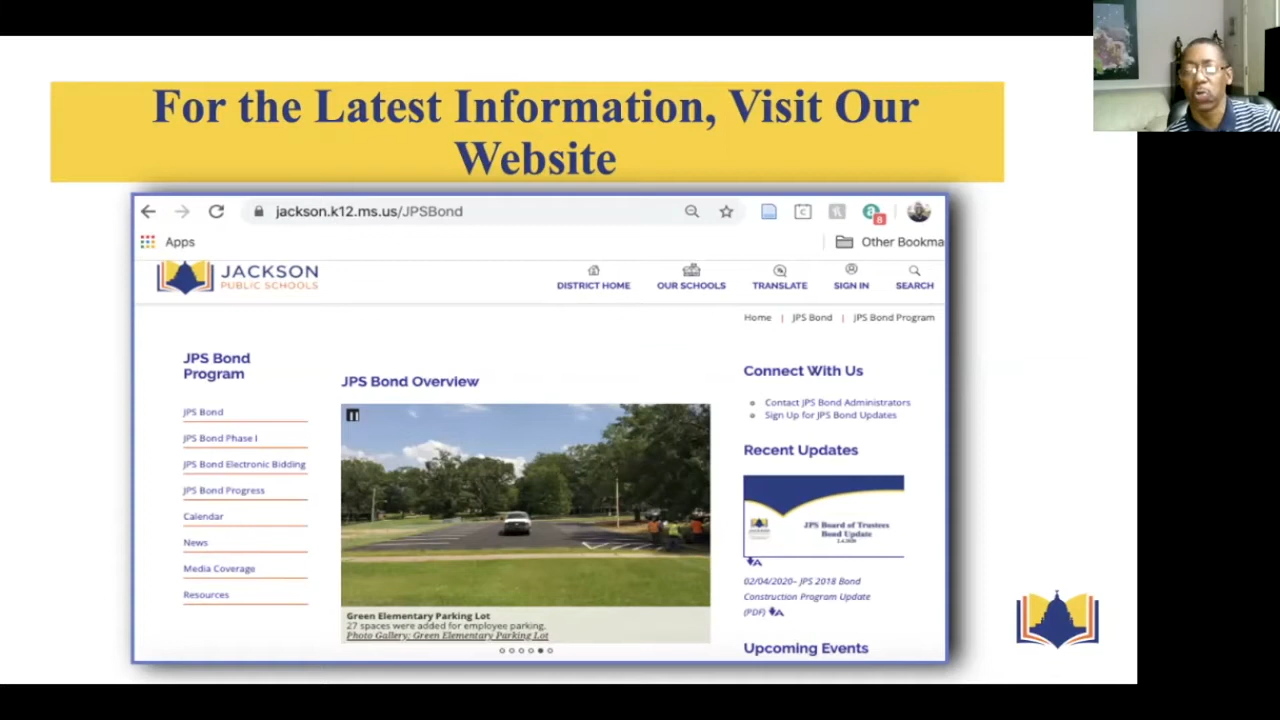 For the Latest Information, Visit Our
Website
jackson.k12.ms.us/JPSBond
Apps
Other Bookma
JACKSON
PUBLIC SCHOOLS
DISTRICT HOME
OUR SCHOOLS
TRANSLATE
SIGN IN
SEARCH
Home | JPS Bond | JPS Bond Program
JPS Bond
Program
JPS Bond
JPS Bond Phase I
JPS Bond Electronic Bidding
JPS Bond Progress
Calendar
News
Media Coverage
Resources
JPS Bond Overview
Green Elementary Parking Lot
27 spaces were added for employee parking.
Photo Gallery: Green Elementary Parking Lot
Connect With Us
Contact JPS Bond Administrators
Sign Up for JPS Bond Updates
Recent Updates
JPS Board of Trustees
Bond Update
02/04/2020– JPS 2018 Bond
Construction Program Update
(PDF)
Upcoming Events